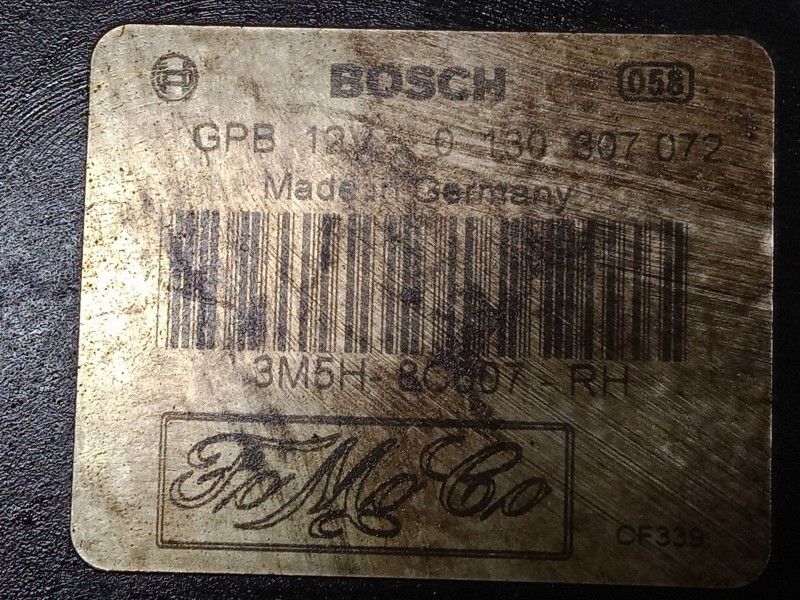 BOSCH 058
GPB 12V 0 130 307 072
Made in Germany
3M5H-8C607-RH
FoMoCo
CF339